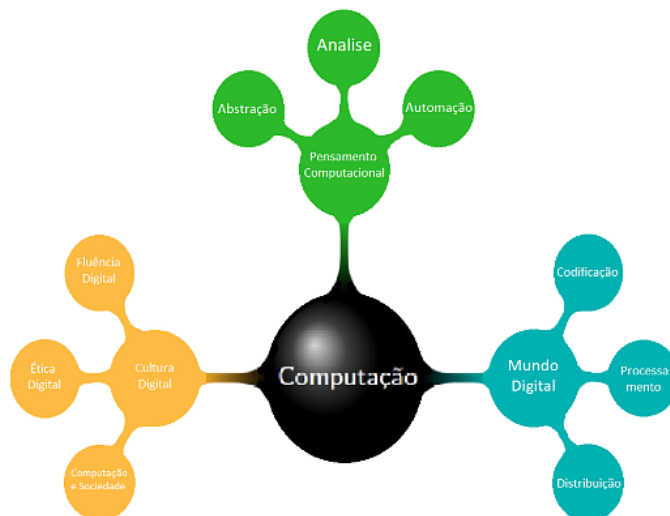 Analise
Abstração
Automação
Pensamento
Computacional
Fluência
Digital
Codificação
Ética
Digital
Cultura
Digital
Computação
Mundo
Digital
Processa
mento
Computação
e Sociedade
Distribuição